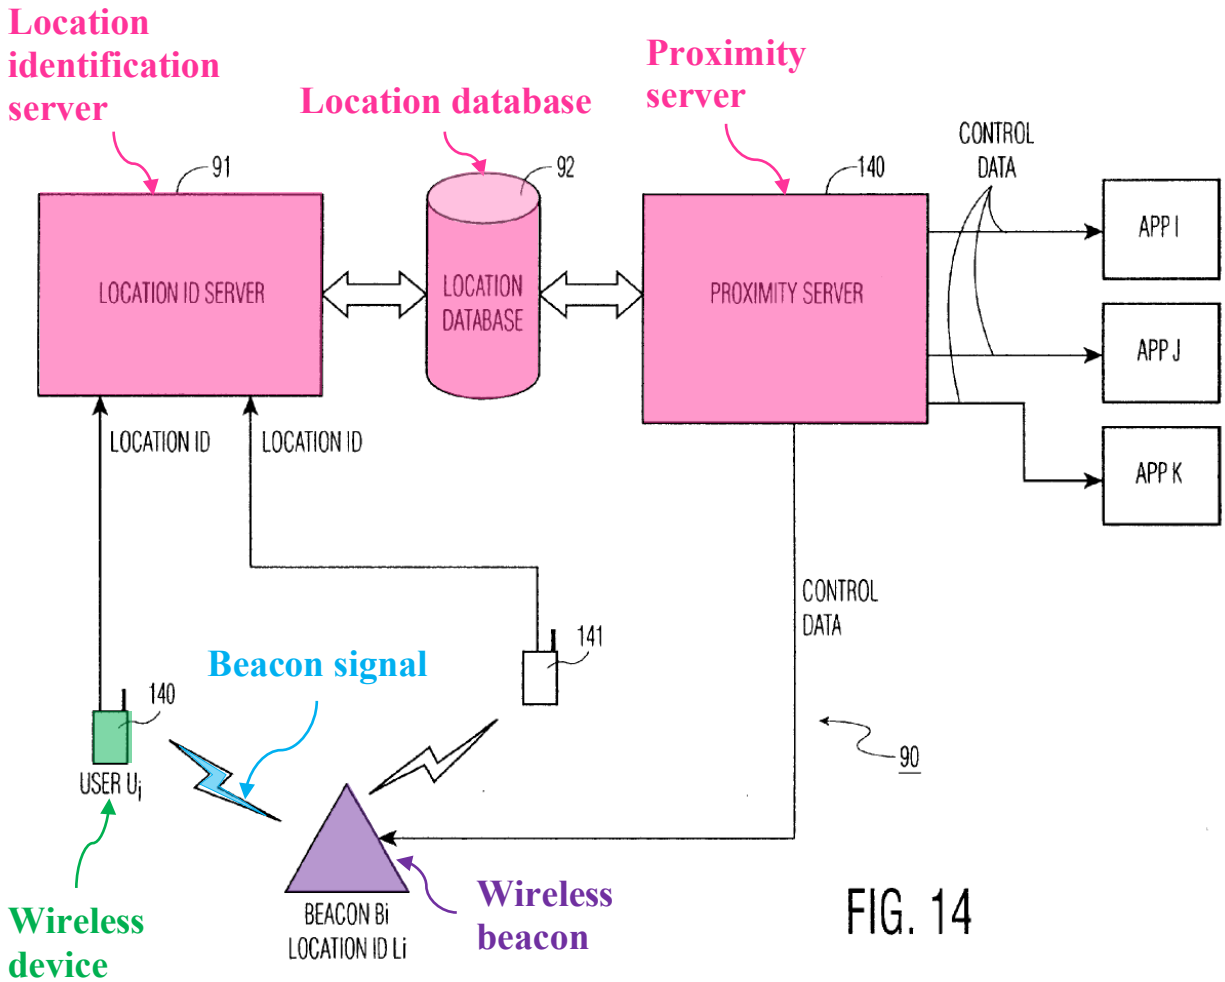 Location
identification
server
Location database
Proximity
server
91
92
140
CONTROL
DATA
LOCATION ID SERVER
LOCATION
DATABASE
PROXIMITY SERVER
APP I
APP J
APP K
LOCATION ID
LOCATION ID
CONTROL
DATA
141
Beacon signal
140
USER Ui
90
Wireless
device
BEACON Bi
LOCATION ID Li
Wireless
beacon
FIG. 14